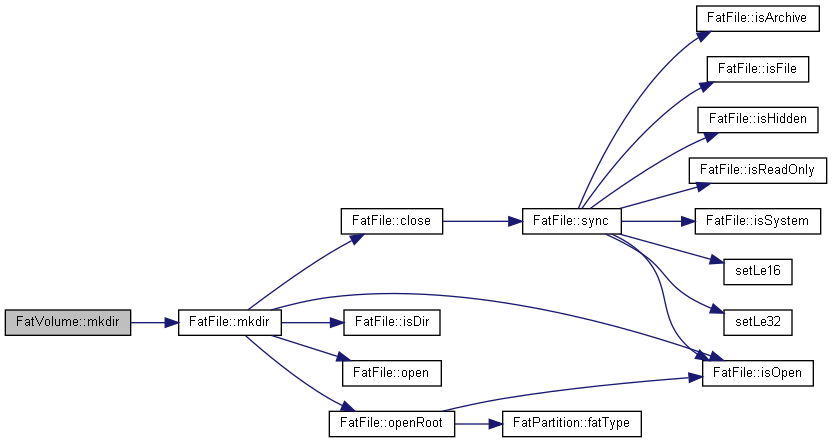 FatVolume::mkdir
FatFile::mkdir
FatFile::close
FatFile::isDir
FatFile::open
FatFile::openRoot
FatFile::sync
FatPartition::fatType
FatFile::isArchive
FatFile::isFile
FatFile::isHidden
FatFile::isReadOnly
FatFile::isSystem
setLe16
setLe32
FatFile::isOpen